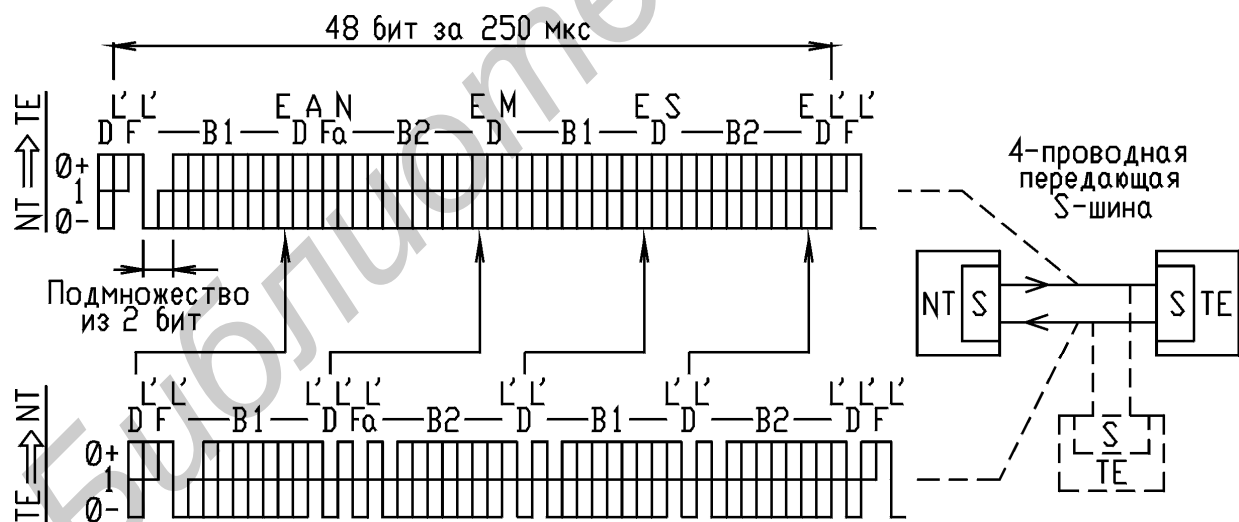 48 бит за 250 мкс
NT ⇒ TE
L' L' E A N E M E S E L' L'
D F B1 D Fa B2 D B1 D B2 D F
0+
1
0-
Подмножество
из 2 бит
4-проводная
передающая
S-шина
NT S
S TE
S
TE
TE ⇒ NT
L' L' L' L' L' L' L' L' L' L' L' L'
D F B1 D Fa B2 D B1 D B2 D F
0+
1
0-
Библиоте